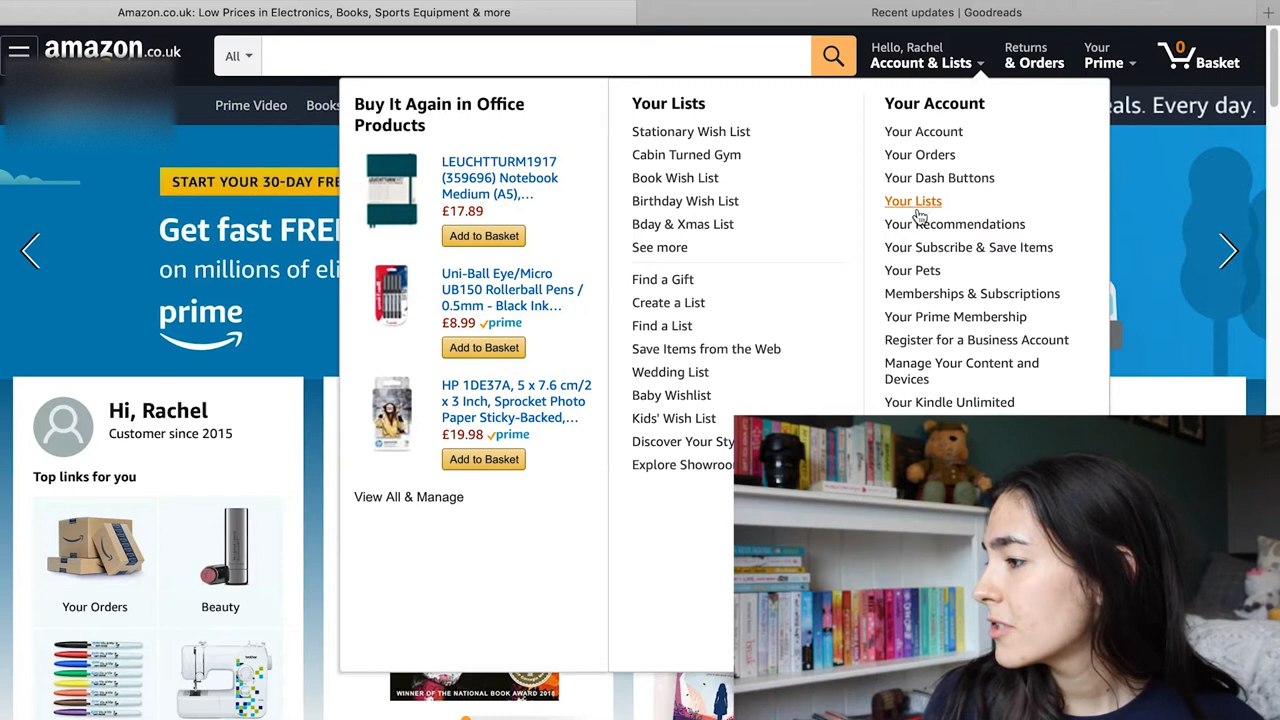 Amazon.co.uk: Low Prices in Electronics, Books, Sports Equipment & more
Recent updates | Goodreads
amazon.co.uk
All
Hello, Rachel
Account & Lists
Returns
& Orders
Your
Prime
0
Basket
Prime Video
Books
eals. Every day.
START YOUR 30-DAY FRE
Get fast FREE
on millions of eli
prime
Buy It Again in Office
Products
LEUCHTTURM1917
(359696) Notebook
Medium (A5),...
£17.89
Add to Basket
Uni-Ball Eye/Micro
UB150 Rollerball Pens /
0.5mm - Black Ink...
£8.99 prime
Add to Basket
HP 1DE37A, 5 x 7.6 cm/2
x 3 Inch, Sprocket Photo
Paper Sticky-Backed,...
£19.98 prime
Add to Basket
View All & Manage
Your Lists
Stationary Wish List
Cabin Turned Gym
Book Wish List
Birthday Wish List
Bday & Xmas List
See more
Find a Gift
Create a List
Find a List
Save Items from the Web
Wedding List
Baby Wishlist
Kids' Wish List
Discover Your Sty
Explore Showroo
Your Account
Your Account
Your Orders
Your Dash Buttons
Your Lists
Your Recommendations
Your Subscribe & Save Items
Your Pets
Memberships & Subscriptions
Your Prime Membership
Register for a Business Account
Manage Your Content and
Devices
Your Kindle Unlimited
Hi, Rachel
Customer since 2015
Top links for you
Your Orders
Beauty
WINNER OF THE NATIONAL BOOK AWARD 2018